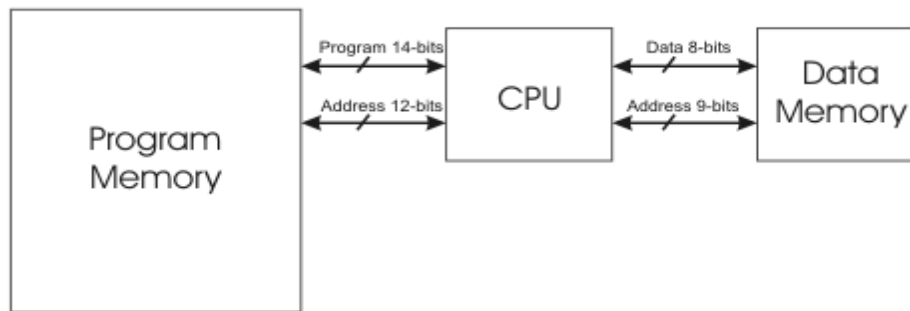 Program
Memory
Program 14-bits
Address 12-bits
CPU
Data 8-bits
Address 9-bits
Data
Memory